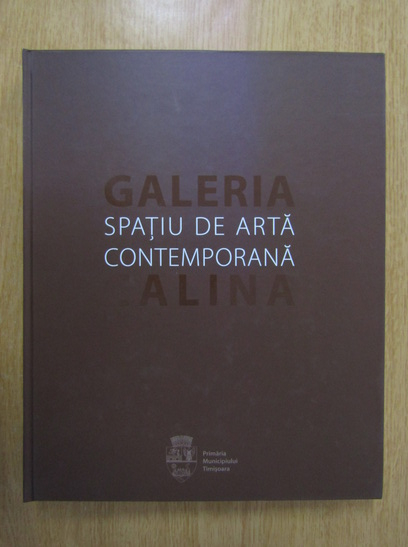 GALERIA
SPAȚIU DE ARTĂ
CONTEMPORANĂ
CALINA
Primăria
Municipiului
Timișoara